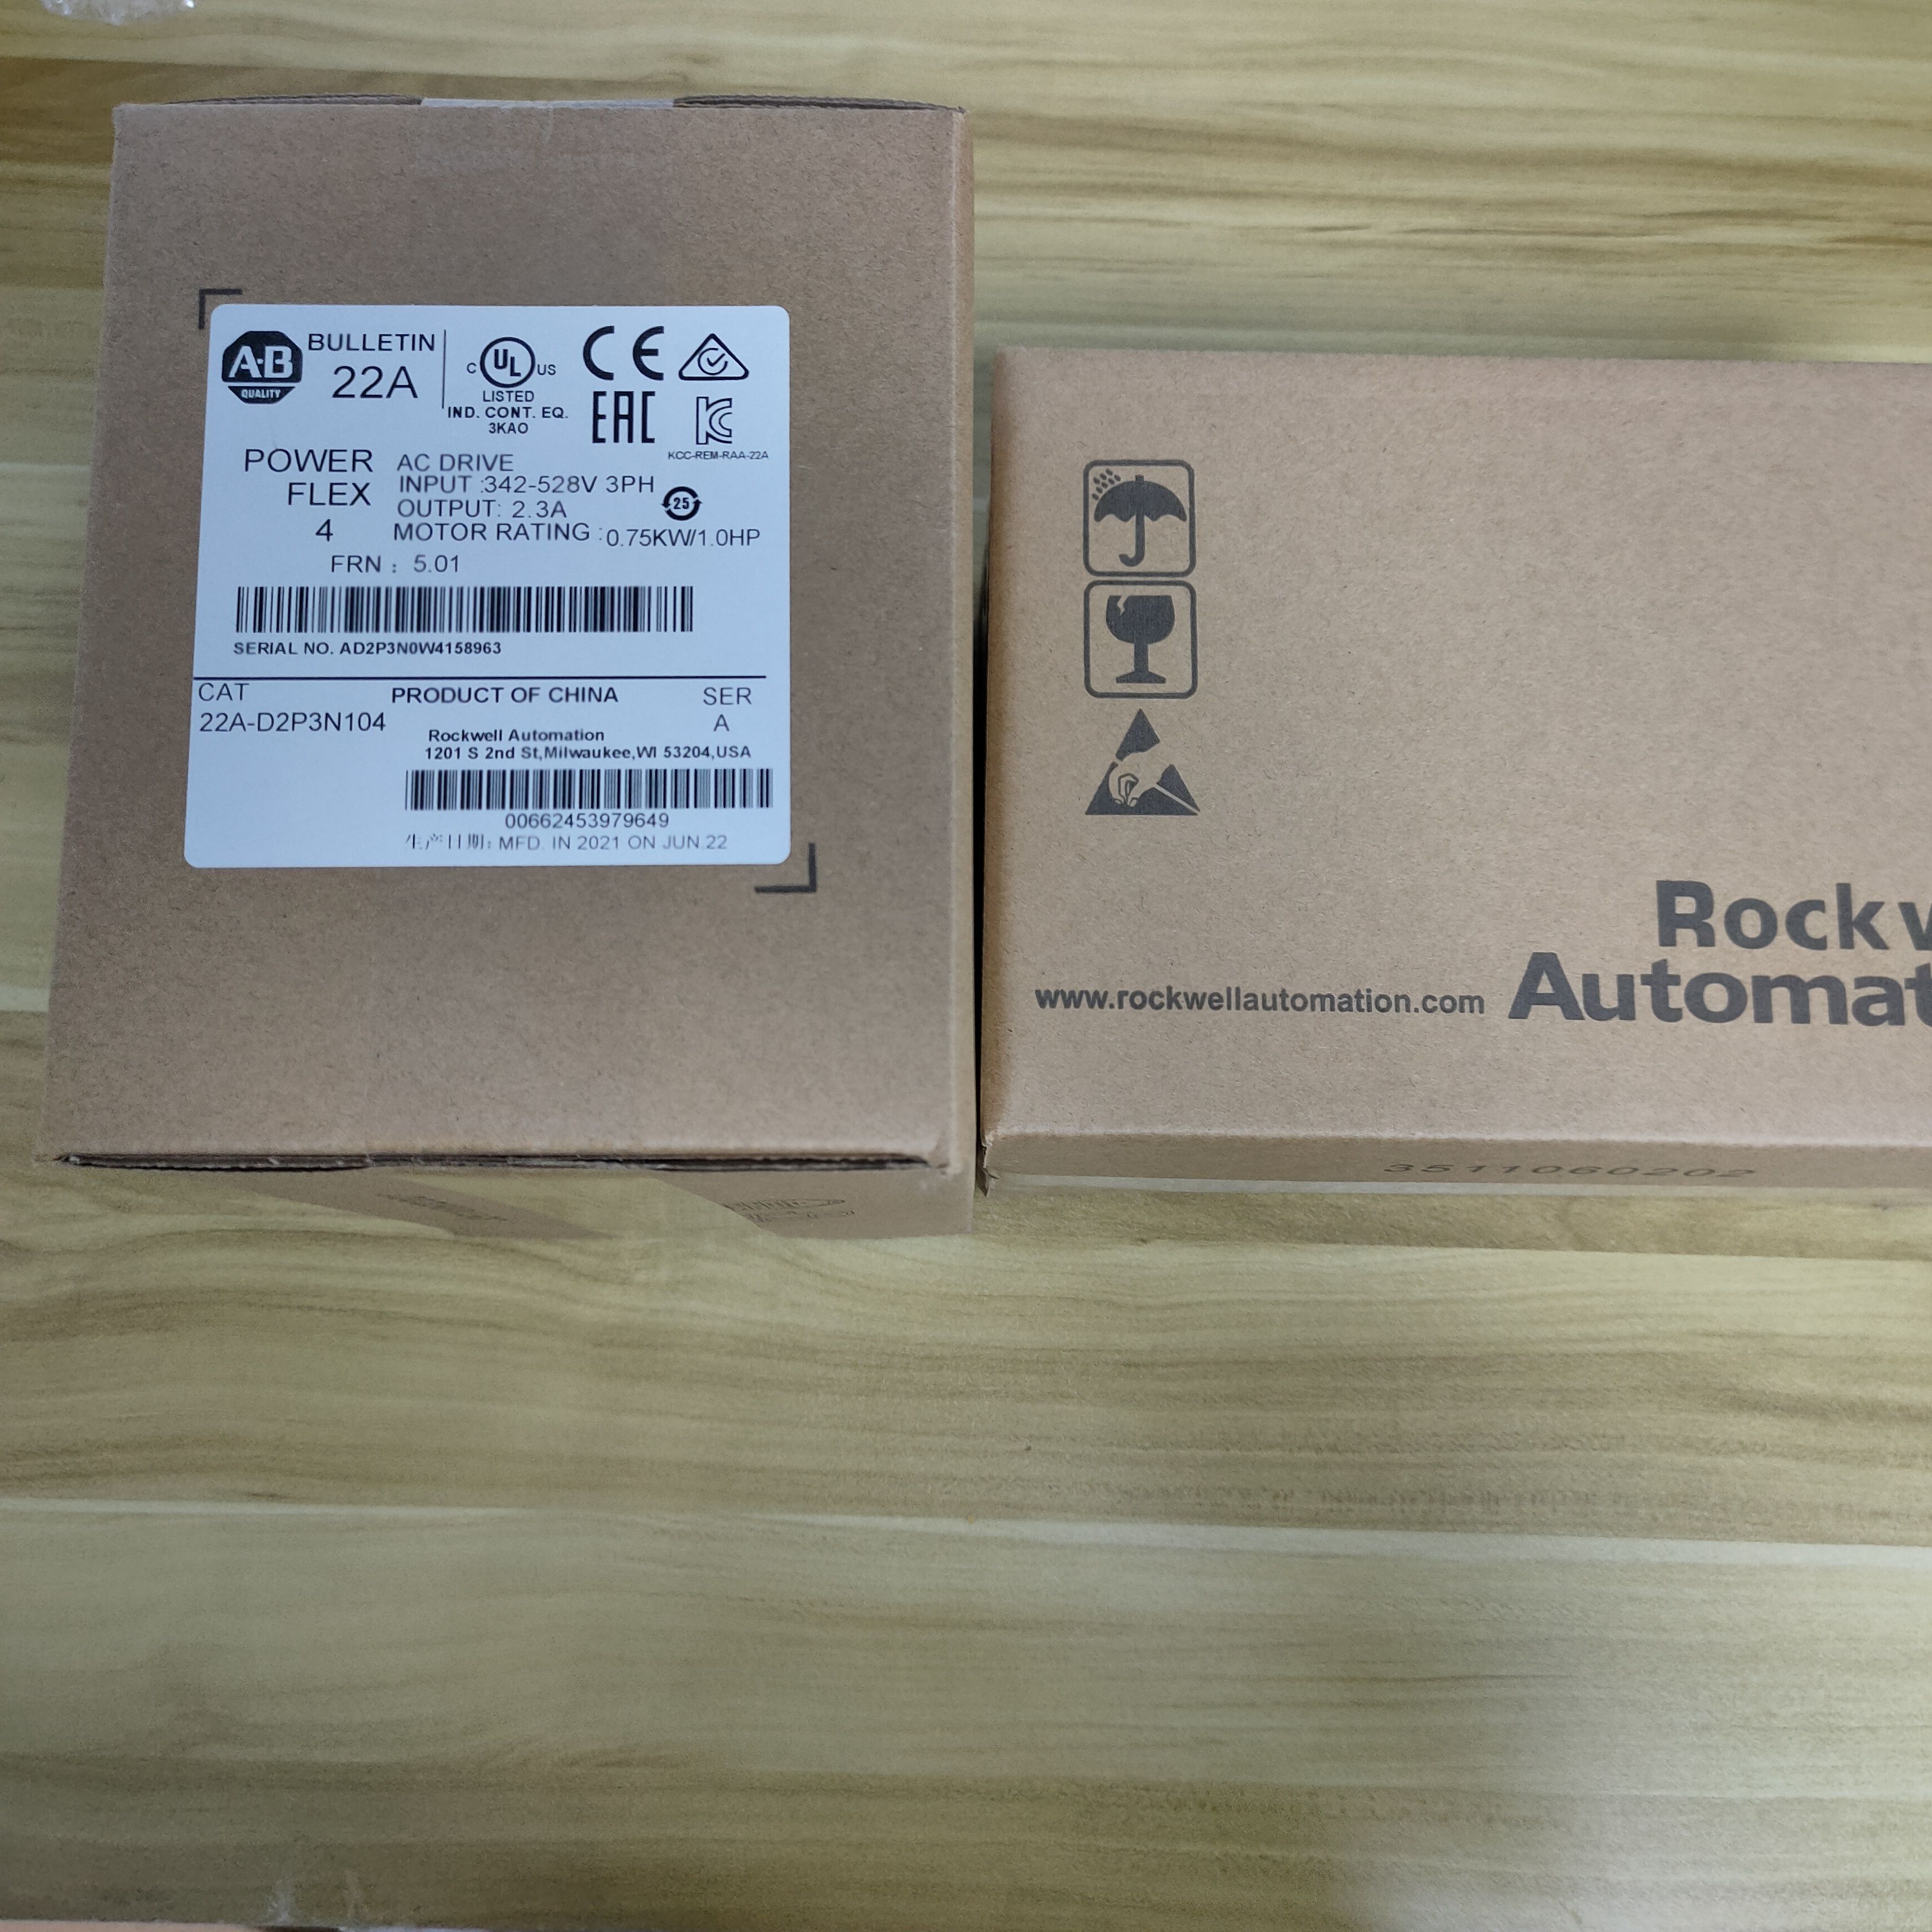 A-B
QUALITY
BULLETIN
22A
C UL US
LISTED
IND. CONT. EQ.
3KAO
CE
EAC
KCC-REM-RAA-22A
POWER
FLEX
4
AC DRIVE
INPUT :342-528V 3PH
OUTPUT: 2.3A
25
MOTOR RATING :0.75KW/1.0HP
FRN : 5.01
SERIAL NO. AD2P3N0W4158963
CAT
22A-D2P3N104
PRODUCT OF CHINA
SER
A
Rockwell Automation
1201 S 2nd St,Milwaukee,WI 53204,USA
00662453979649
生产日期: MFD. IN 2021 ON JUN.22
Rockw
www.rockwellautomation.com
Automat
3511060202